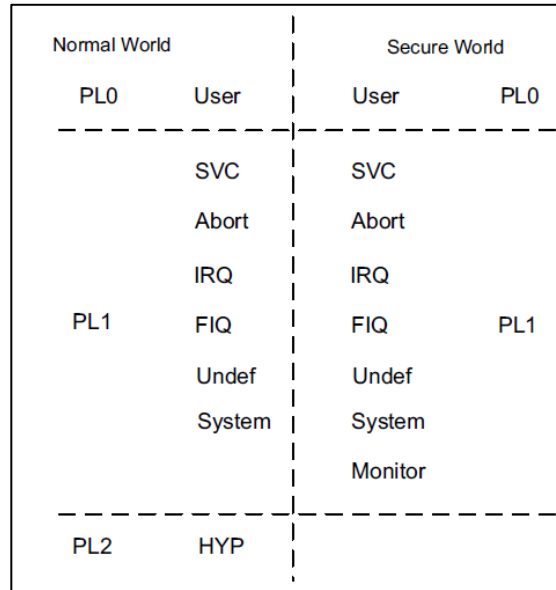 Normal World Secure World
PL0 User User PL0
SVC SVC
Abort Abort
IRQ IRQ
PL1 FIQ FIQ PL1
Undef Undef
System System
Monitor
PL2 HYP